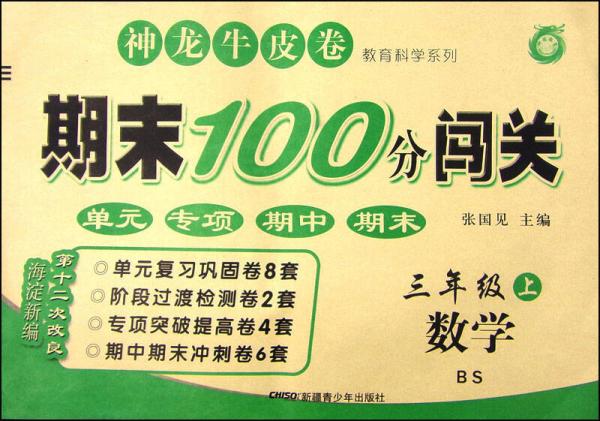 神龙牛皮卷 教育科学系列
期末100分闯关
单元 专项 期中 期末
张国见 主编
第十二次改良
海淀新编
◎单元复习巩固卷8套
◎阶段过渡检测卷2套
◎专项突破提高卷4套
◎期中期末冲刺卷6套
三年级上
数学
BS
CHISO:新疆青少年出版社